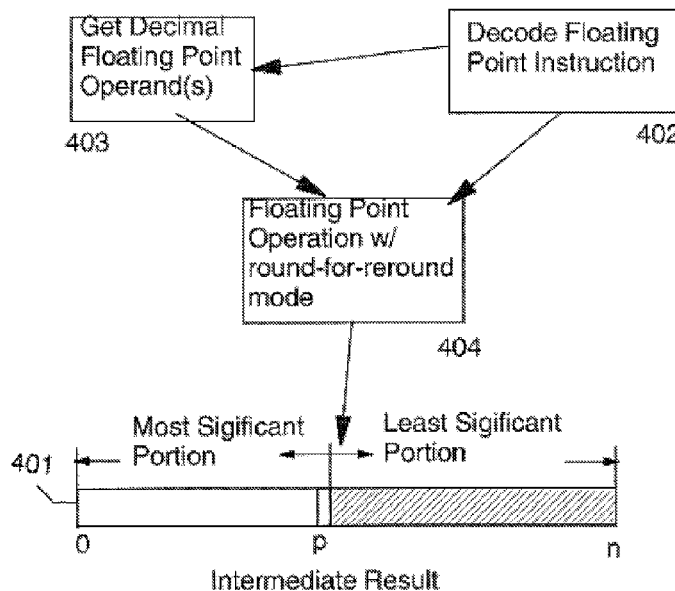 Get Decimal
Floating Point
Operand(s)
403
Decode Floating
Point Instruction
402
Floating Point
Operation w/
round-for-reround
mode
404
Most Sigificant
Portion
Least Sigificant
Portion
401
0
p
n
Intermediate Result